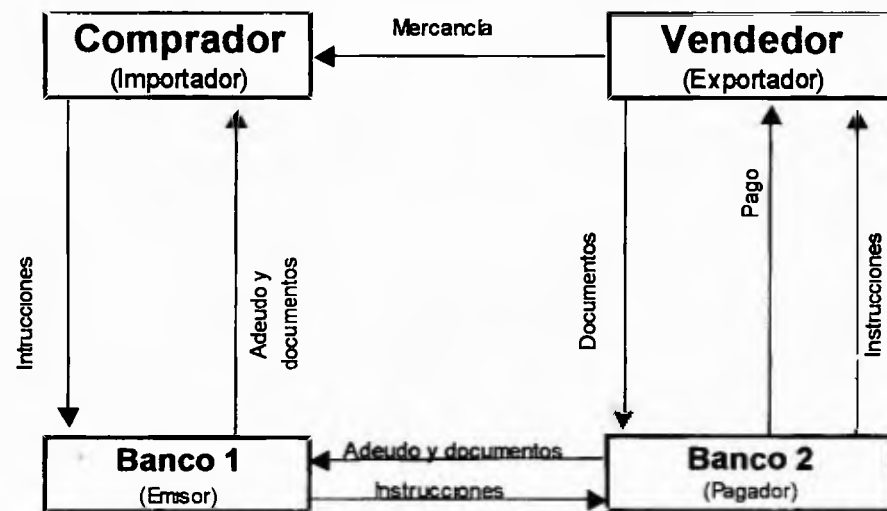 Comprador
(Importador)
Mercancía
Vendedor
(Exportador)
Intrucciones
Adeudo y
documentos
Documentos
Pago
Instrucciones
Banco 1
(Emisor)
Adeudo y documentos
Instrucciones
Banco 2
(Pagador)